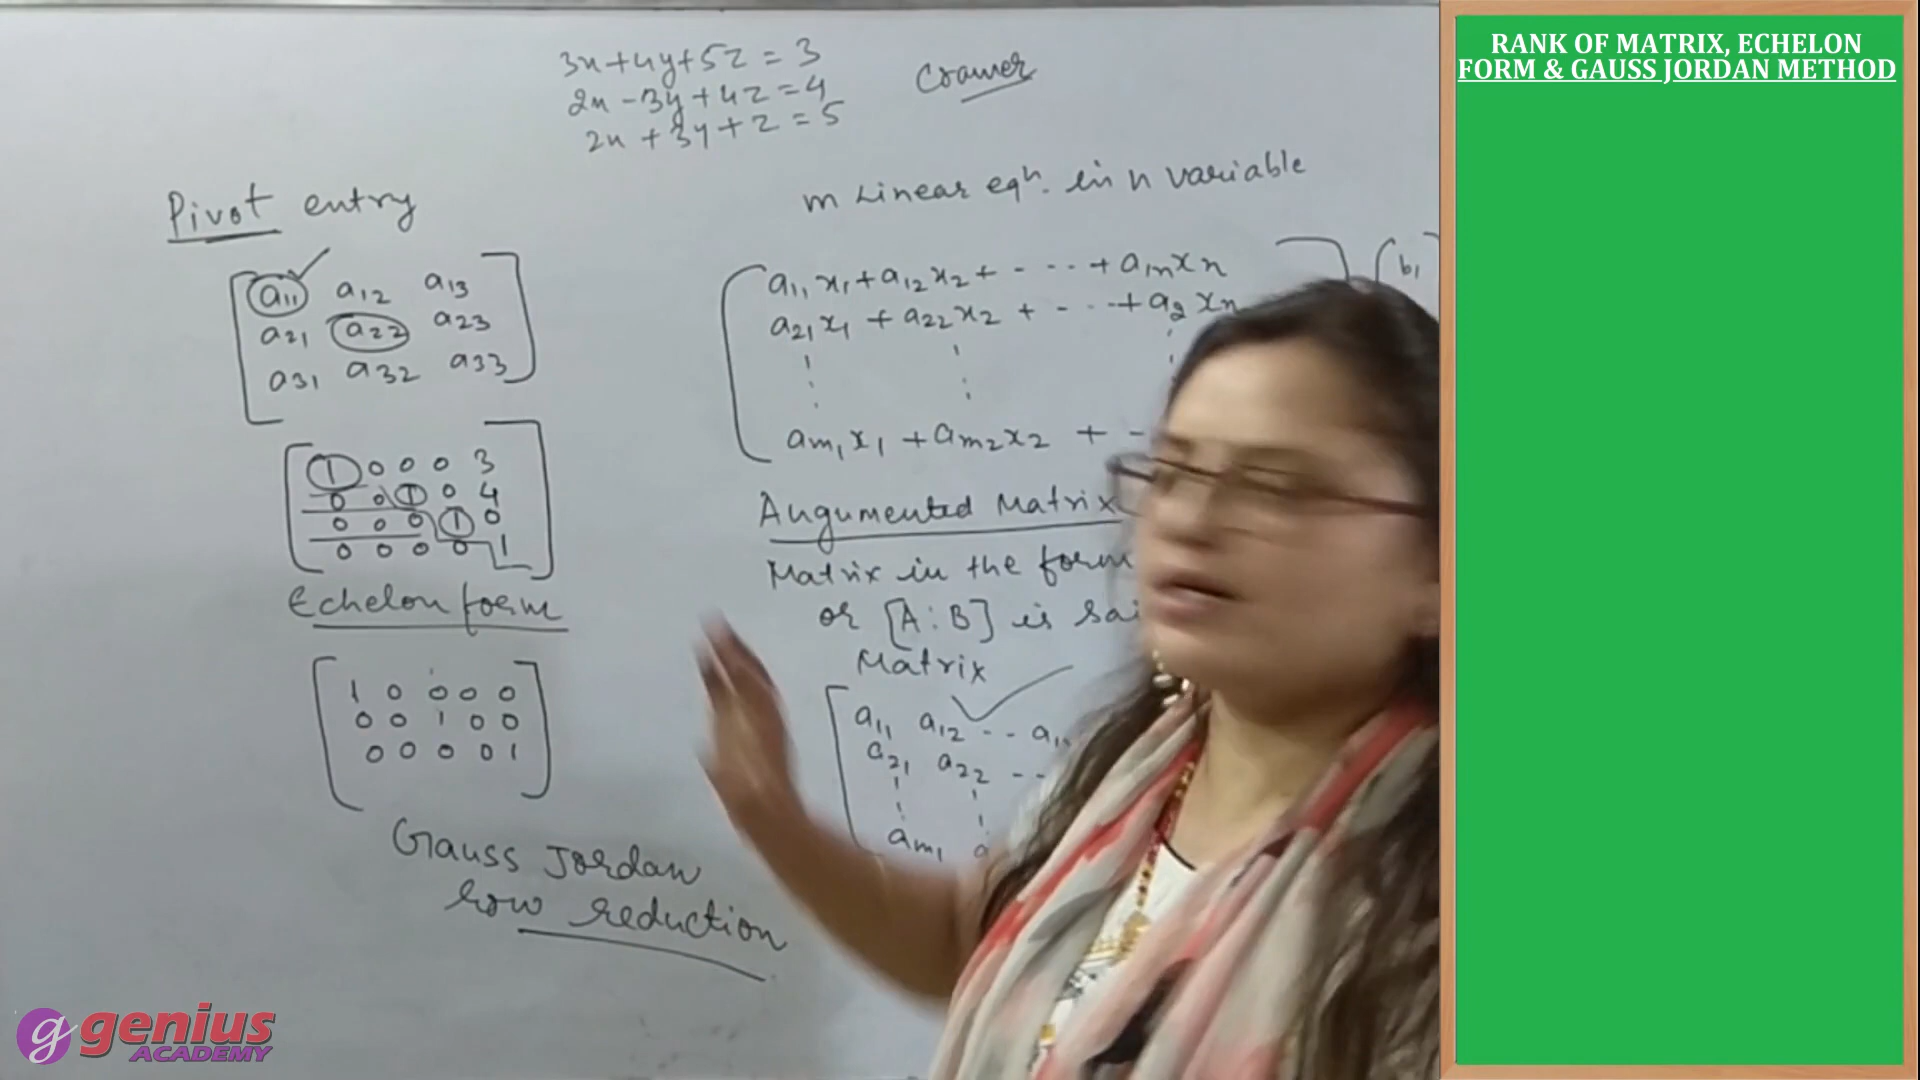 3x+4y+5z=3
2x-3y+4z=4
2x+3y+z=5
Cramer
Pivot entry
a11 a12 a13
a21 a22 a23
a31 a32 a33
1 0 0 0 3
0 0 1 0 4
0 0 0 1 0
0 0 0 0 1
Echelon form
1 0 0 0 0
0 0 1 0 0
0 0 0 0 1
Gauss Jordan
row reduction
m Linear eqn. in n variable
a11x1+a12x2+-...+a1nxn
b1
a21x1+a22x2+-..+a2xn
am1x1+am2x2+-
Augumented Matrix
Matrix in the form
or [A:B] is sai
Matrix
a11 a12 -- a1
a21 a22 --
am1 a
RANK OF MATRIX, ECHELON
FORM & GAUSS JORDAN METHOD
g genius
ACADEMY